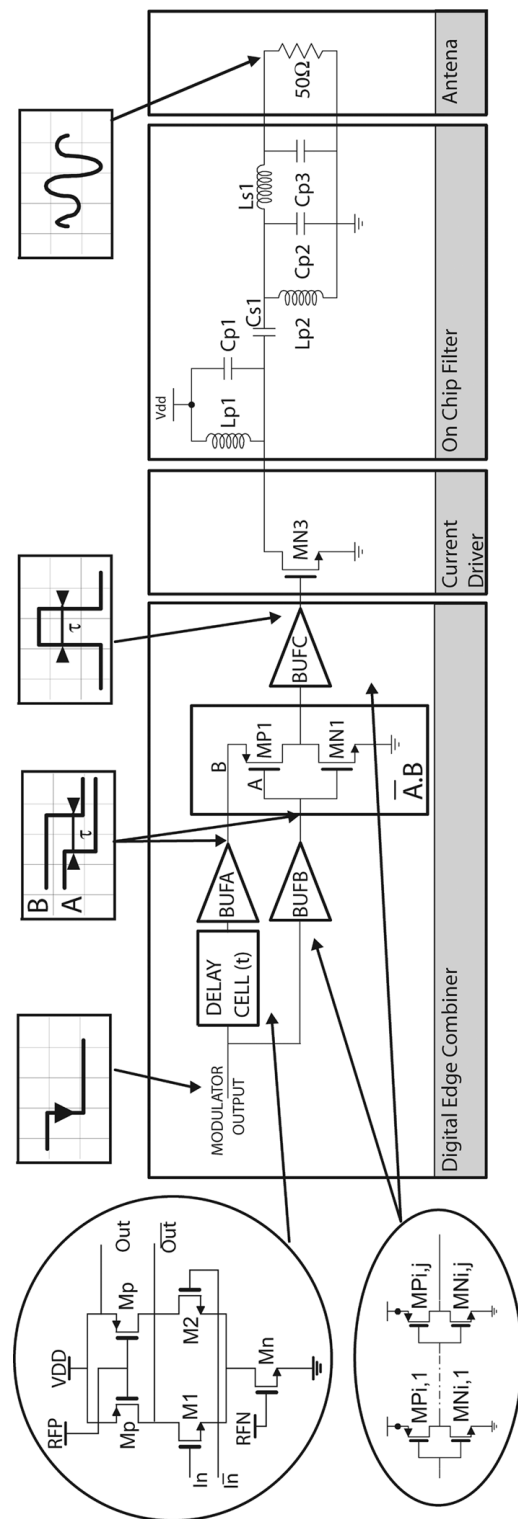 VDD
RFP
Mp
Mp
Out
Out
M1
M2
In
In
RFN
Mn
MPi,1
MPi,j
MNi,1
MNi,j
B
A
τ
τ
MODULATOR
OUTPUT
DELAY
CELL (t)
BUFA
BUFB
B
A
MP1
MN1
A.B
BUFC
Digital Edge Combiner
MN3
Current
Driver
Vdd
Lp1
Cp1
Cs1
Lp2
Cp2
Ls1
Cp3
On Chip Filter
50Ω
Antena